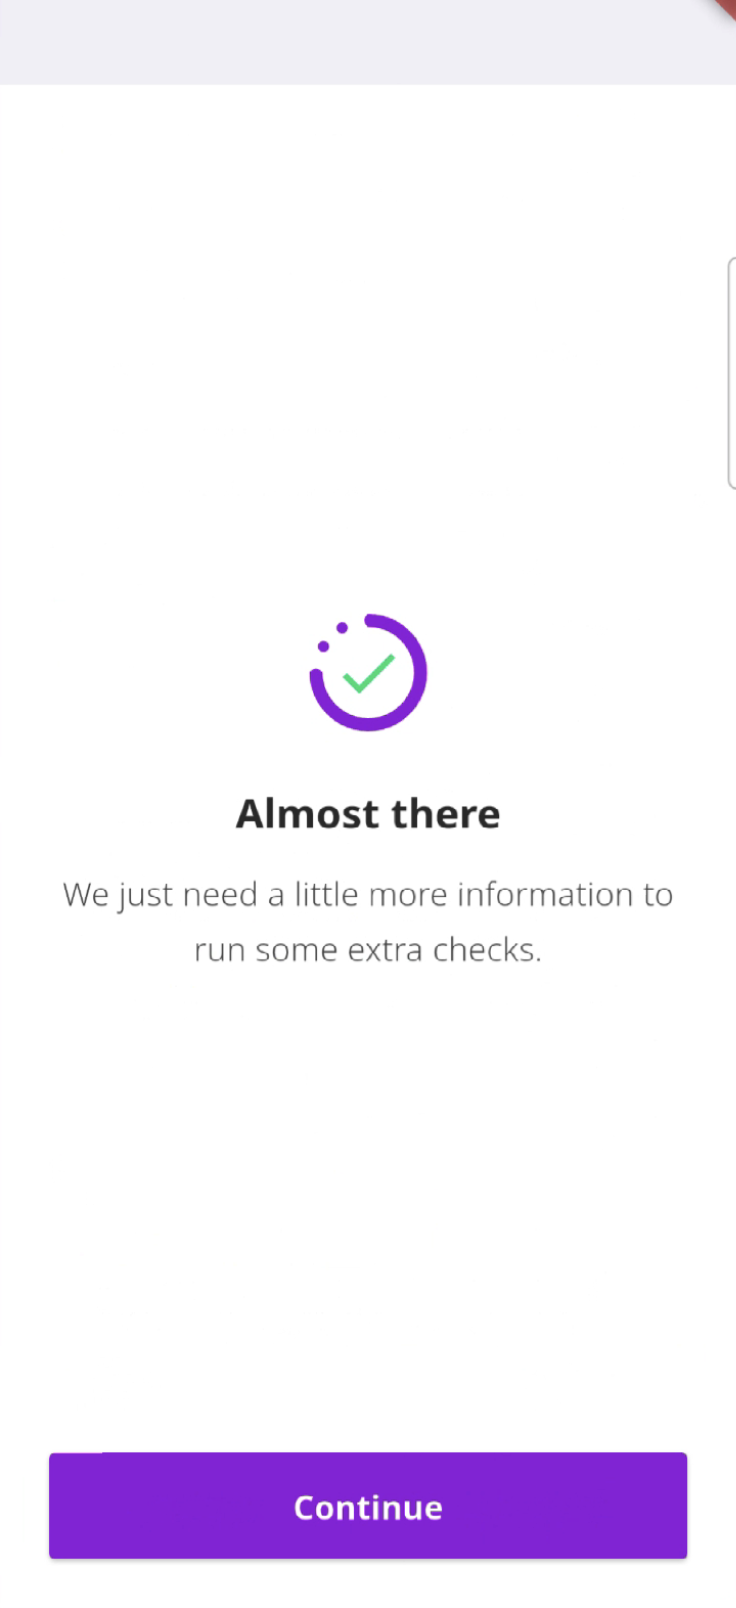 Almost there
We just need a little more information to
run some extra checks.
Continue